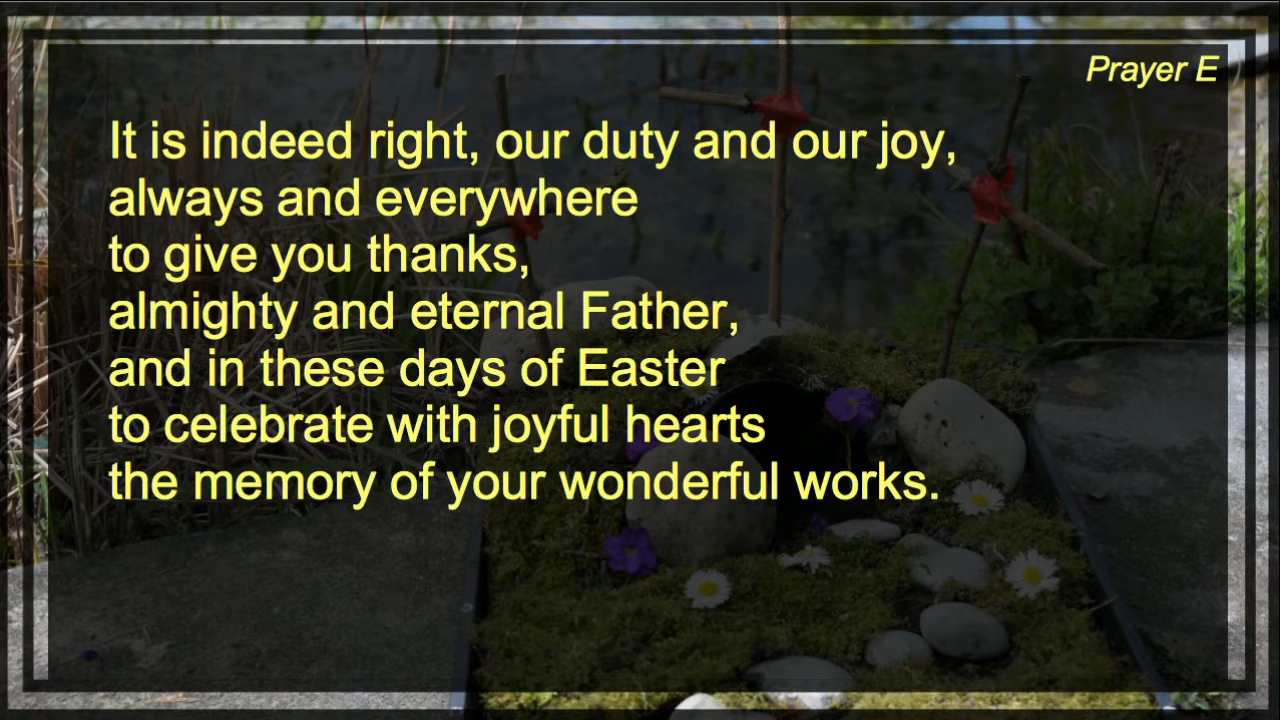 Prayer E
It is indeed right, our duty and our joy,
always and everywhere
to give you thanks,
almighty and eternal Father,
and in these days of Easter
to celebrate with joyful hearts
the memory of your wonderful works.